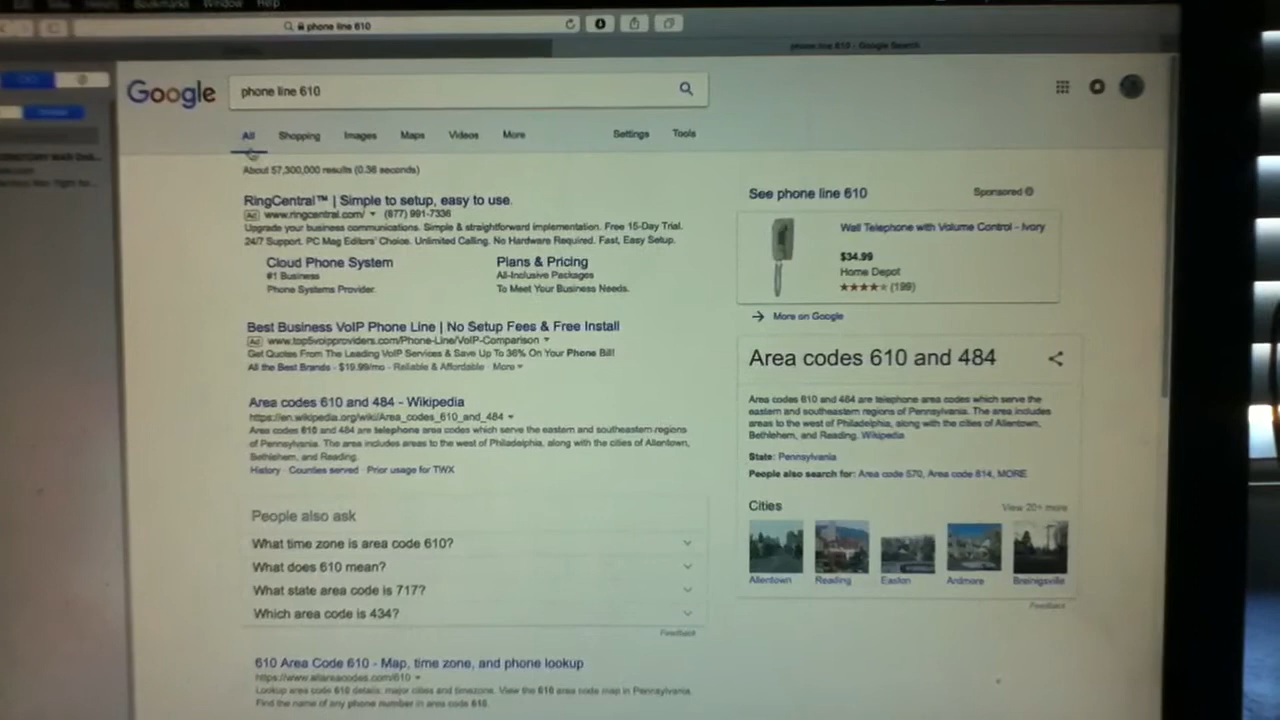 Bookmarks Window Help
phone line 610
phone line 610 - Google Search
Google
phone line 610
All Shopping Images Maps Videos More Settings Tools
About 57,300,000 results (0.36 seconds)
RingCentral™ | Simple to setup, easy to use.
Ad www.ringcentral.com/ (877) 991-7336
Upgrade your business communications. Simple & straightforward implementation. Free 15-Day Trial.
24/7 Support. PC Mag Editors' Choice. Unlimited Calling. No Hardware Required. Fast, Easy Setup.
Cloud Phone System
#1 Business
Phone Systems Provider.
Plans & Pricing
All-Inclusive Packages
To Meet Your Business Needs.
Best Business VoIP Phone Line | No Setup Fees & Free Install
Ad www.top5voipproviders.com/Phone-Line/VoIP-Comparison
Get Quotes From The Leading VoIP Services & Save Up To 36% On Your Phone Bill!
All the Best Brands · $19.99/mo · Reliable & Affordable · More
Area codes 610 and 484 - Wikipedia
https://en.wikipedia.org/wiki/Area_codes_610_and_484
Area codes 610 and 484 are telephone area codes which serve the eastern and southeastern regions
of Pennsylvania. The area includes areas to the west of Philadelphia, along with the cities of Allentown,
Bethlehem, and Reading.
History · Counties served · Prior usage for TWX
People also ask
What time zone is area code 610?
What does 610 mean?
What state area code is 717?
Which area code is 434?
Feedback
610 Area Code 610 - Map, time zone, and phone lookup
https://www.allareacodes.com/610
Lookup area code 610 details, major cities and timezone. View the 610 area code map in Pennsylvania.
Find the name of any phone number in area code 610.
See phone line 610
Sponsored
Wall Telephone with Volume Control - Ivory
$34.99
Home Depot
(199)
More on Google
Area codes 610 and 484
Area codes 610 and 484 are telephone area codes which serve the
eastern and southeastern regions of Pennsylvania. The area includes
areas to the west of Philadelphia, along with the cities of Allentown,
Bethlehem, and Reading. Wikipedia
State: Pennsylvania
People also search for: Area code 570, Area code 814, MORE
Cities
View 20+ more
Allentown Reading Easton Ardmore Breinigsville
Feedback